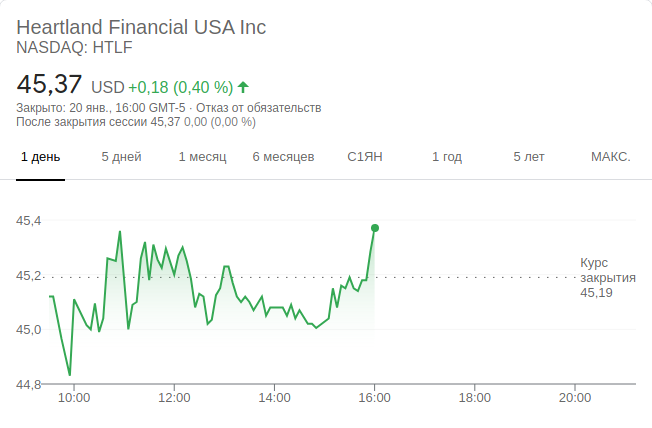 Heartland Financial USA Inc
NASDAQ: HTLF
45,37 USD +0,18 (0,40 %)
Закрыто: 20 янв., 16:00 GMT-5 · Отказ от обязательств
После закрытия сессии 45,37 0,00 (0,00 %)
1 день 5 дней 1 месяц 6 месяцев С1ЯН 1 год 5 лет МАКС.
45,4
45,2
45,0
44,8
Курс
закрытия
45,19
10:00 12:00 14:00 16:00 18:00 20:00